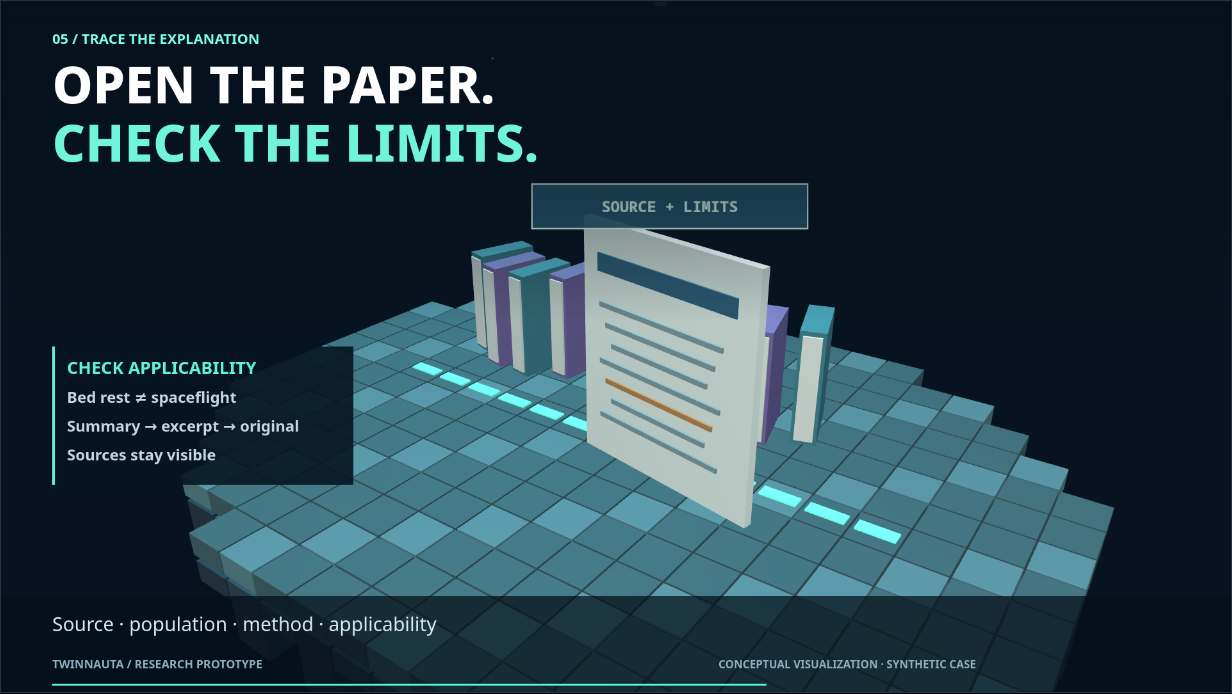 05 / TRACE THE EXPLANATION
OPEN THE PAPER.
CHECK THE LIMITS.
SOURCE + LIMITS
CHECK APPLICABILITY
Bed rest ≠ spaceflight
Summary → excerpt → original
Sources stay visible
Source · population · method · applicability
TWINNAUTA / RESEARCH PROTOTYPE
CONCEPTUAL VISUALIZATION · SYNTHETIC CASE